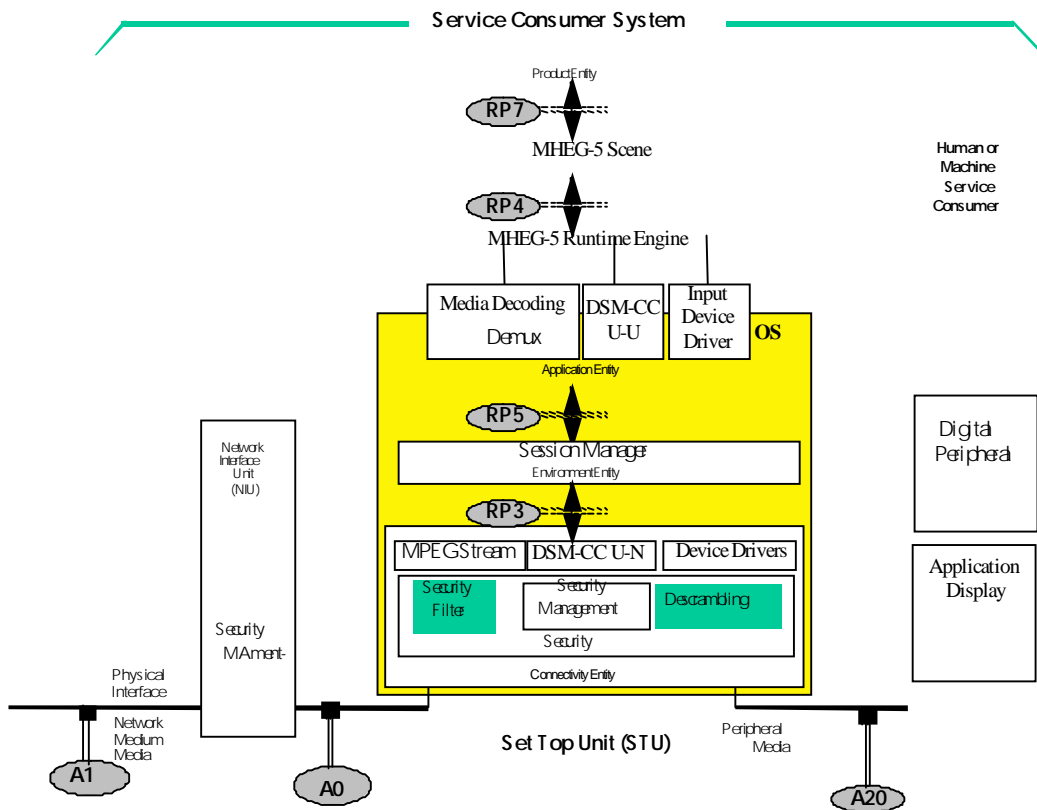 Service Consumer System
Product Entity
RP7
MHEG-5 Scene
Human or
Machine
Service
Consumer
RP4
MHEG-5 Runtime Engine
Media Decoding
Demux
DSM-CC
U-U
Input
Device
Driver
OS
Application Entity
RP5
Session Manager
Environment Entity
Network
Interface
Unit
(NIU)
Digital
Peripheral
RP3
MPEG Stream
DSM-CC U-N
Device Drivers
Security
Filter
Security
Management
Descrambling
Security
Connectivity Entity
Application
Display
Security
MAment-
Physical
Interface
Network
Medium
Media
Set Top Unit (STU)
Peripheral
Media
A1
A0
A20